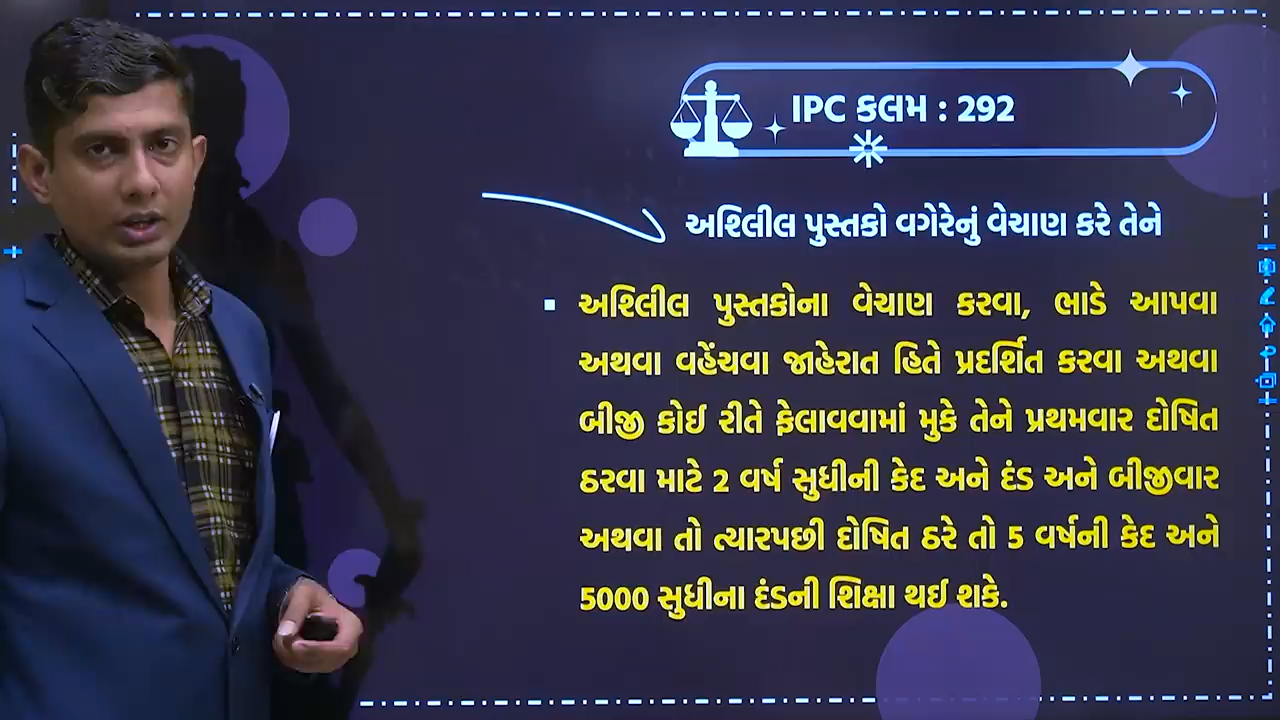 IPC કલમ : 292
અશ્લિીલ પુસ્તકો વગેરેનું વેચાણ કરે તેને
અશ્લિીલ પુસ્તકોના વેચાણ કરવા, ભાડે આપવા
અથવા વહેંચવા જાહેરાત હિતે પ્રદર્શિત કરવા અથવા
બીજી કોઈ રીતે ફેલાવવામાં મુકે તેને પ્રથમવાર દોષિત
ઠરવા માટે 2 વર્ષ સુધીની કેદ અને દંડ અને બીજીવાર
અથવા તો ત્યારપછી દોષિત ઠરે તો 5 વર્ષની કેદ અને
5000 સુધીના દંડની શિક્ષા થઈ શકે.